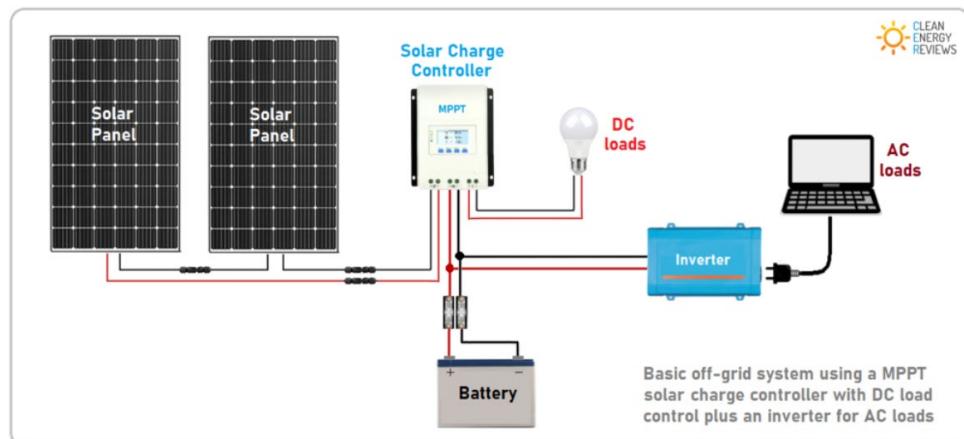 CLEAN
ENERGY
REVIEWS
Solar Charge
Controller
Solar
Panel
Solar
Panel
MPPT
DC
loads
AC
loads
Inverter
+ −
Battery
Basic off-grid system using a MPPT
solar charge controller with DC load
control plus an inverter for AC loads